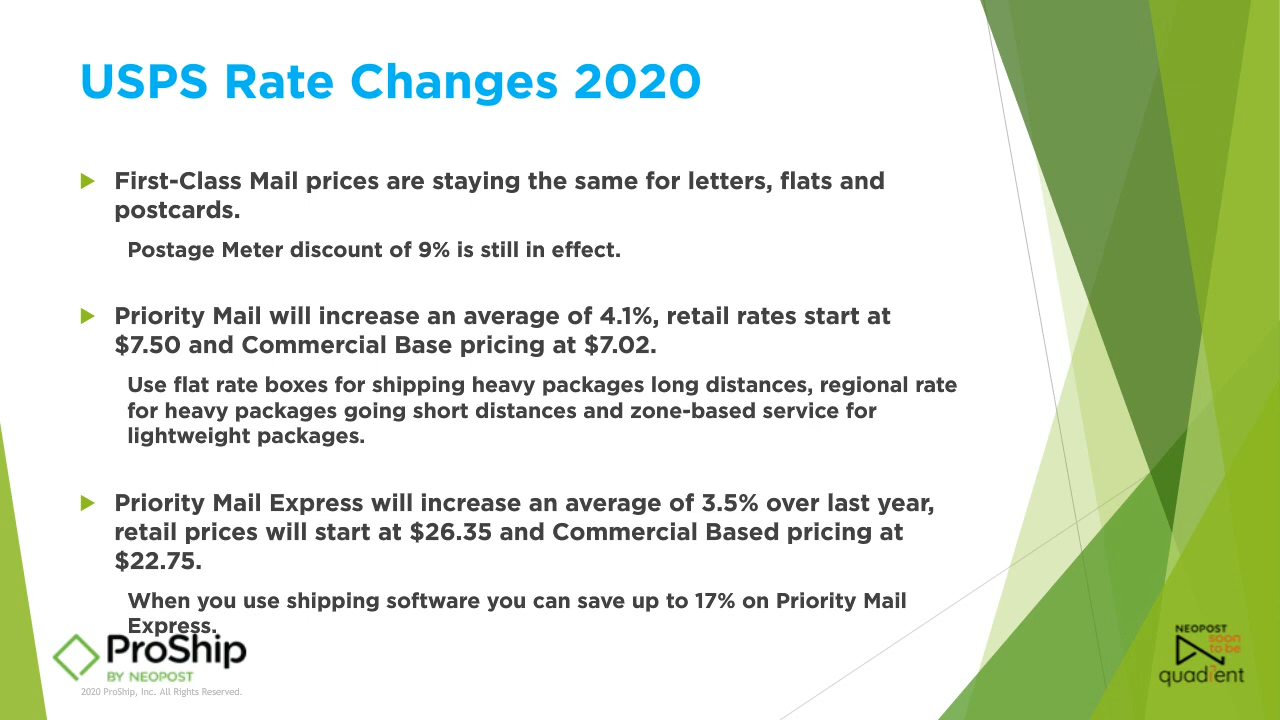 USPS Rate Changes 2020
First-Class Mail prices are staying the same for letters, flats and
postcards.
Postage Meter discount of 9% is still in effect.
Priority Mail will increase an average of 4.1%, retail rates start at
$7.50 and Commercial Base pricing at $7.02.
Use flat rate boxes for shipping heavy packages long distances, regional rate
for heavy packages going short distances and zone-based service for
lightweight packages.
Priority Mail Express will increase an average of 3.5% over last year,
retail prices will start at $26.35 and Commercial Based pricing at
$22.75.
When you use shipping software you can save up to 17% on Priority Mail
Express.
ProShip
BY NEOPOST
2020 ProShip, Inc. All Rights Reserved.
NEOPOST
soon
to be
quadient